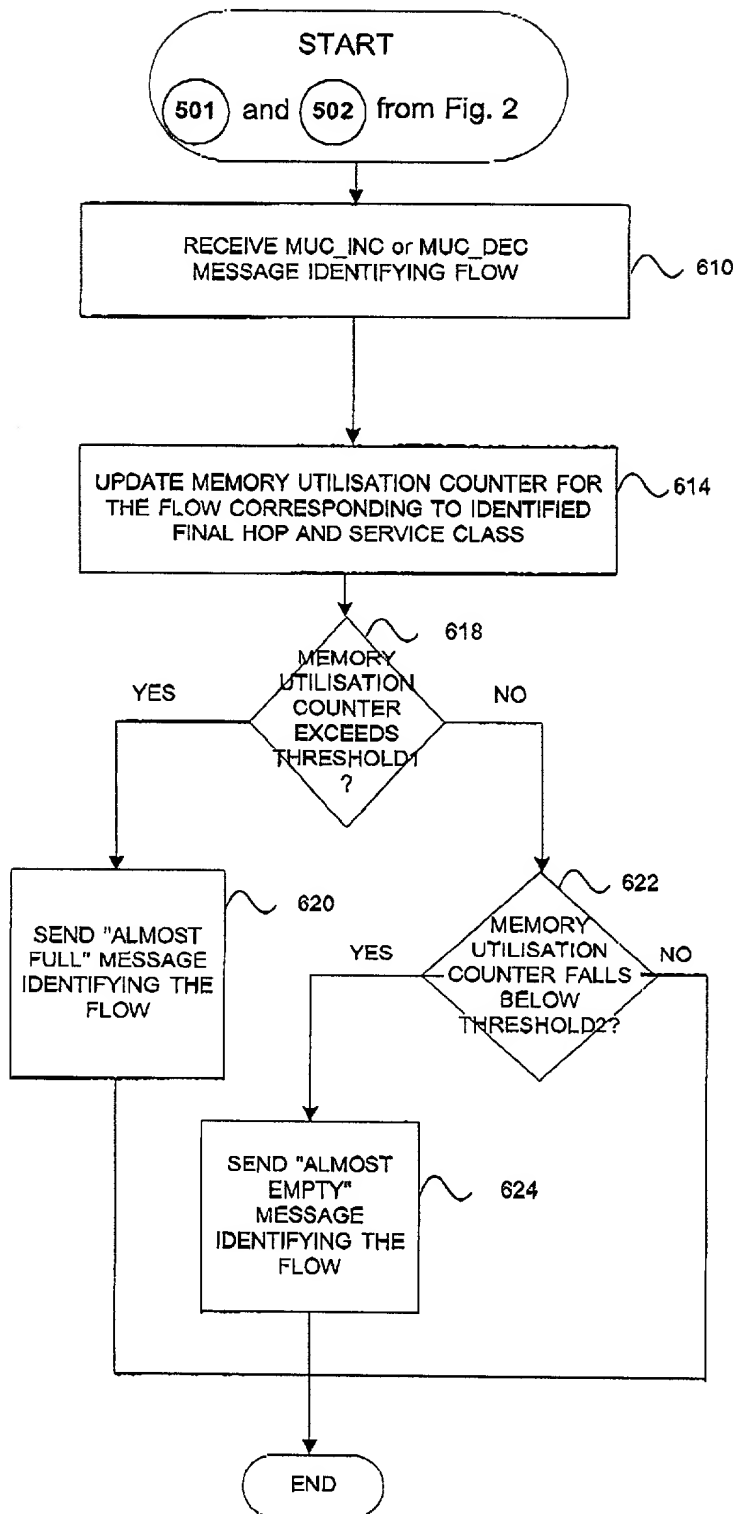 START
501 and 502 from Fig. 2
RECEIVE MUC_INC or MUC_DEC
MESSAGE IDENTIFYING FLOW
610
UPDATE MEMORY UTILISATION COUNTER FOR
THE FLOW CORRESPONDING TO IDENTIFIED
FINAL HOP AND SERVICE CLASS
614
618
MEMORY
UTILISATION
COUNTER
EXCEEDS
THRESHOLD1
?
YES
NO
620
SEND "ALMOST
FULL" MESSAGE
IDENTIFYING THE
FLOW
622
MEMORY
UTILISATION
COUNTER FALLS
BELOW
THRESHOLD2?
YES
NO
SEND "ALMOST
EMPTY"
MESSAGE
IDENTIFYING THE
FLOW
624
END